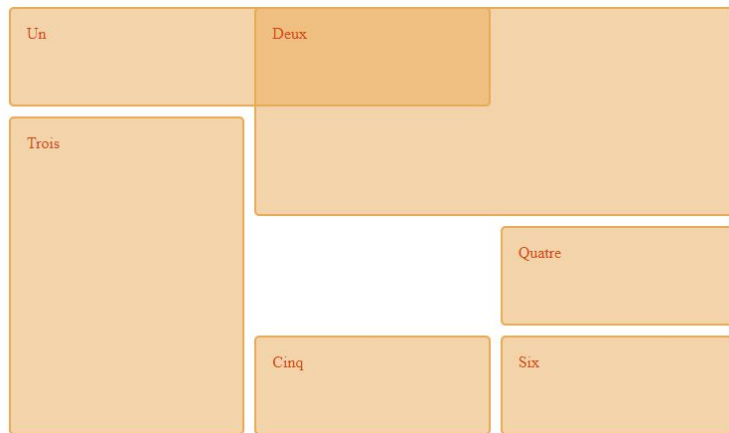 Un
Deux
Trois
Quatre
Cinq
Six